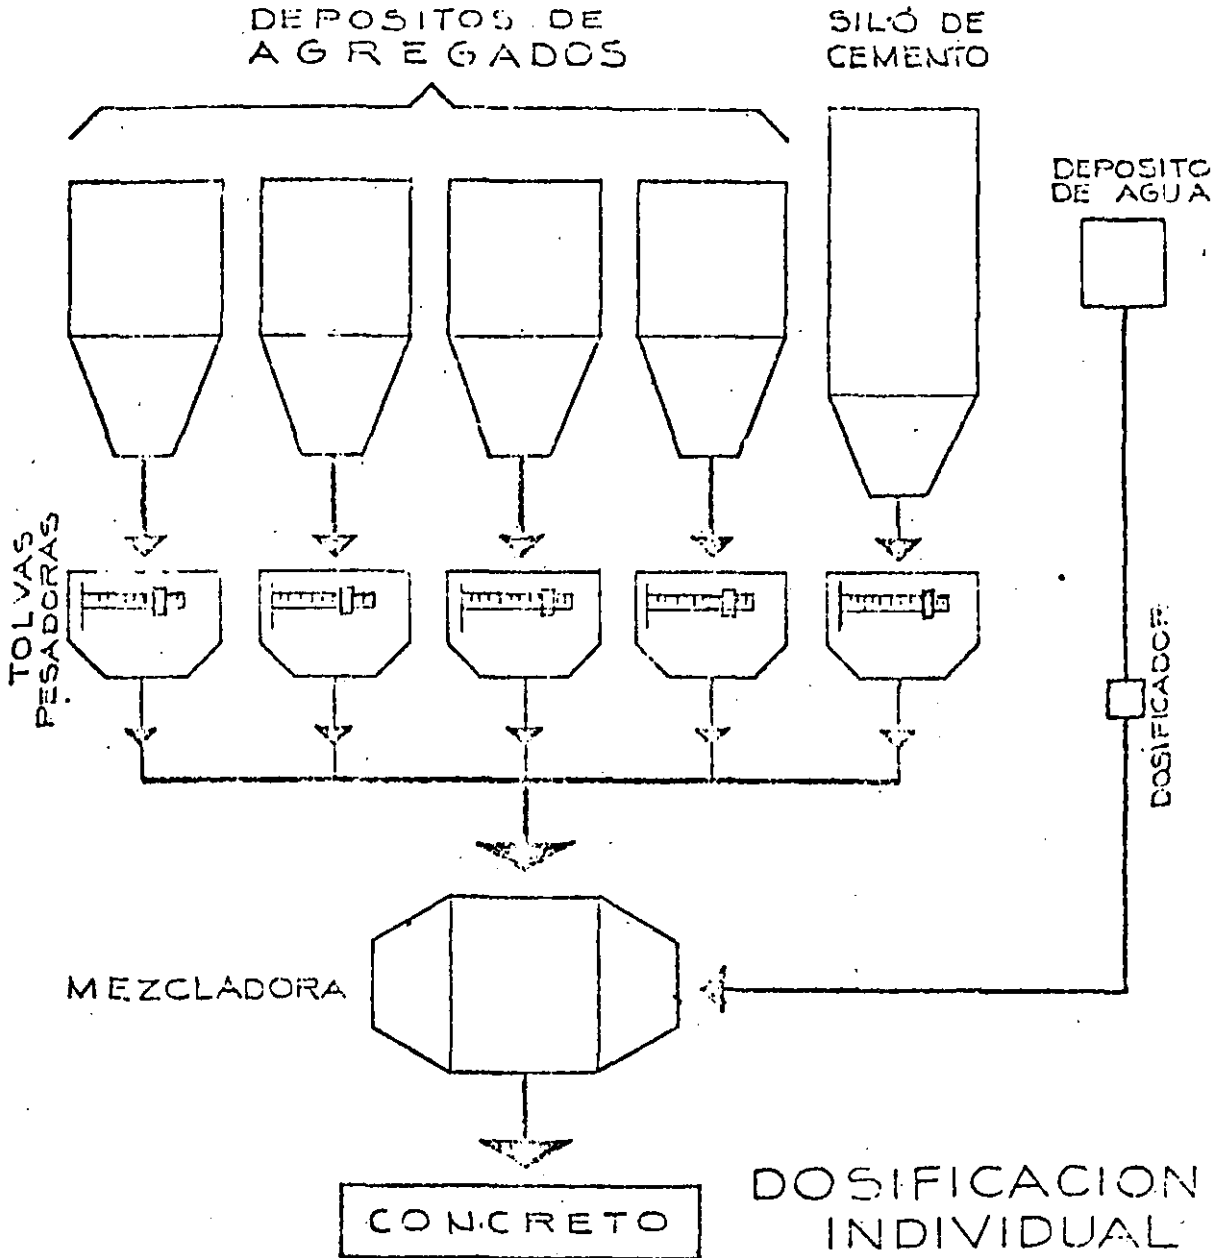 DEPOSITOS DE
AGREGADOS
SILO DE
CEMENTO
DEPOSITO
DE AGUA
TOLVAS
PESADORAS
DOSIFICADOR
MEZCLADORA
CONCRETO
DOSIFICACION
INDIVIDUAL